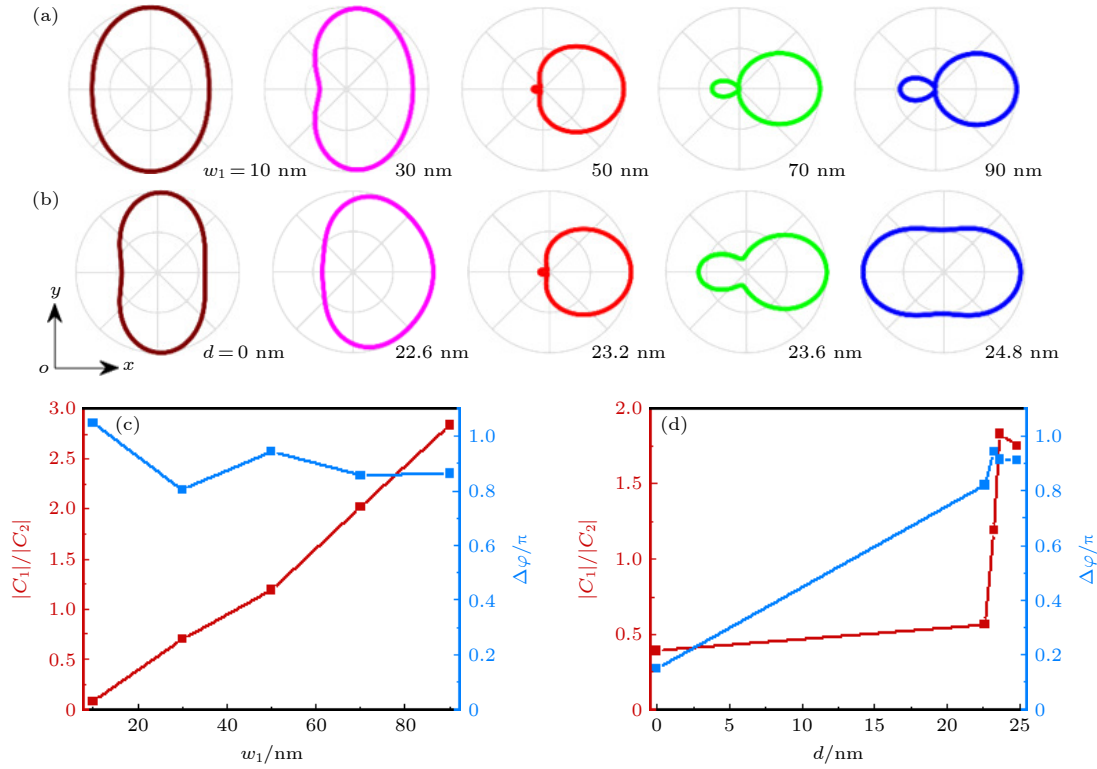 (a)
w₁ = 10 nm
30 nm
50 nm
70 nm
90 nm
(b)
y
o
x
d = 0 nm
22.6 nm
23.2 nm
23.6 nm
24.8 nm
(c)
3.0
2.5
2.0
1.5
1.0
0.5
0
|C₁|/|C₂|
1.0
0.8
0.6
0.4
0.2
0
Δφ/π
20
40
60
80
w₁/nm
(d)
2.0
1.5
1.0
0.5
0
|C₁|/|C₂|
1.0
0.8
0.6
0.4
0.2
0
Δφ/π
0
5
10
15
20
25
d/nm